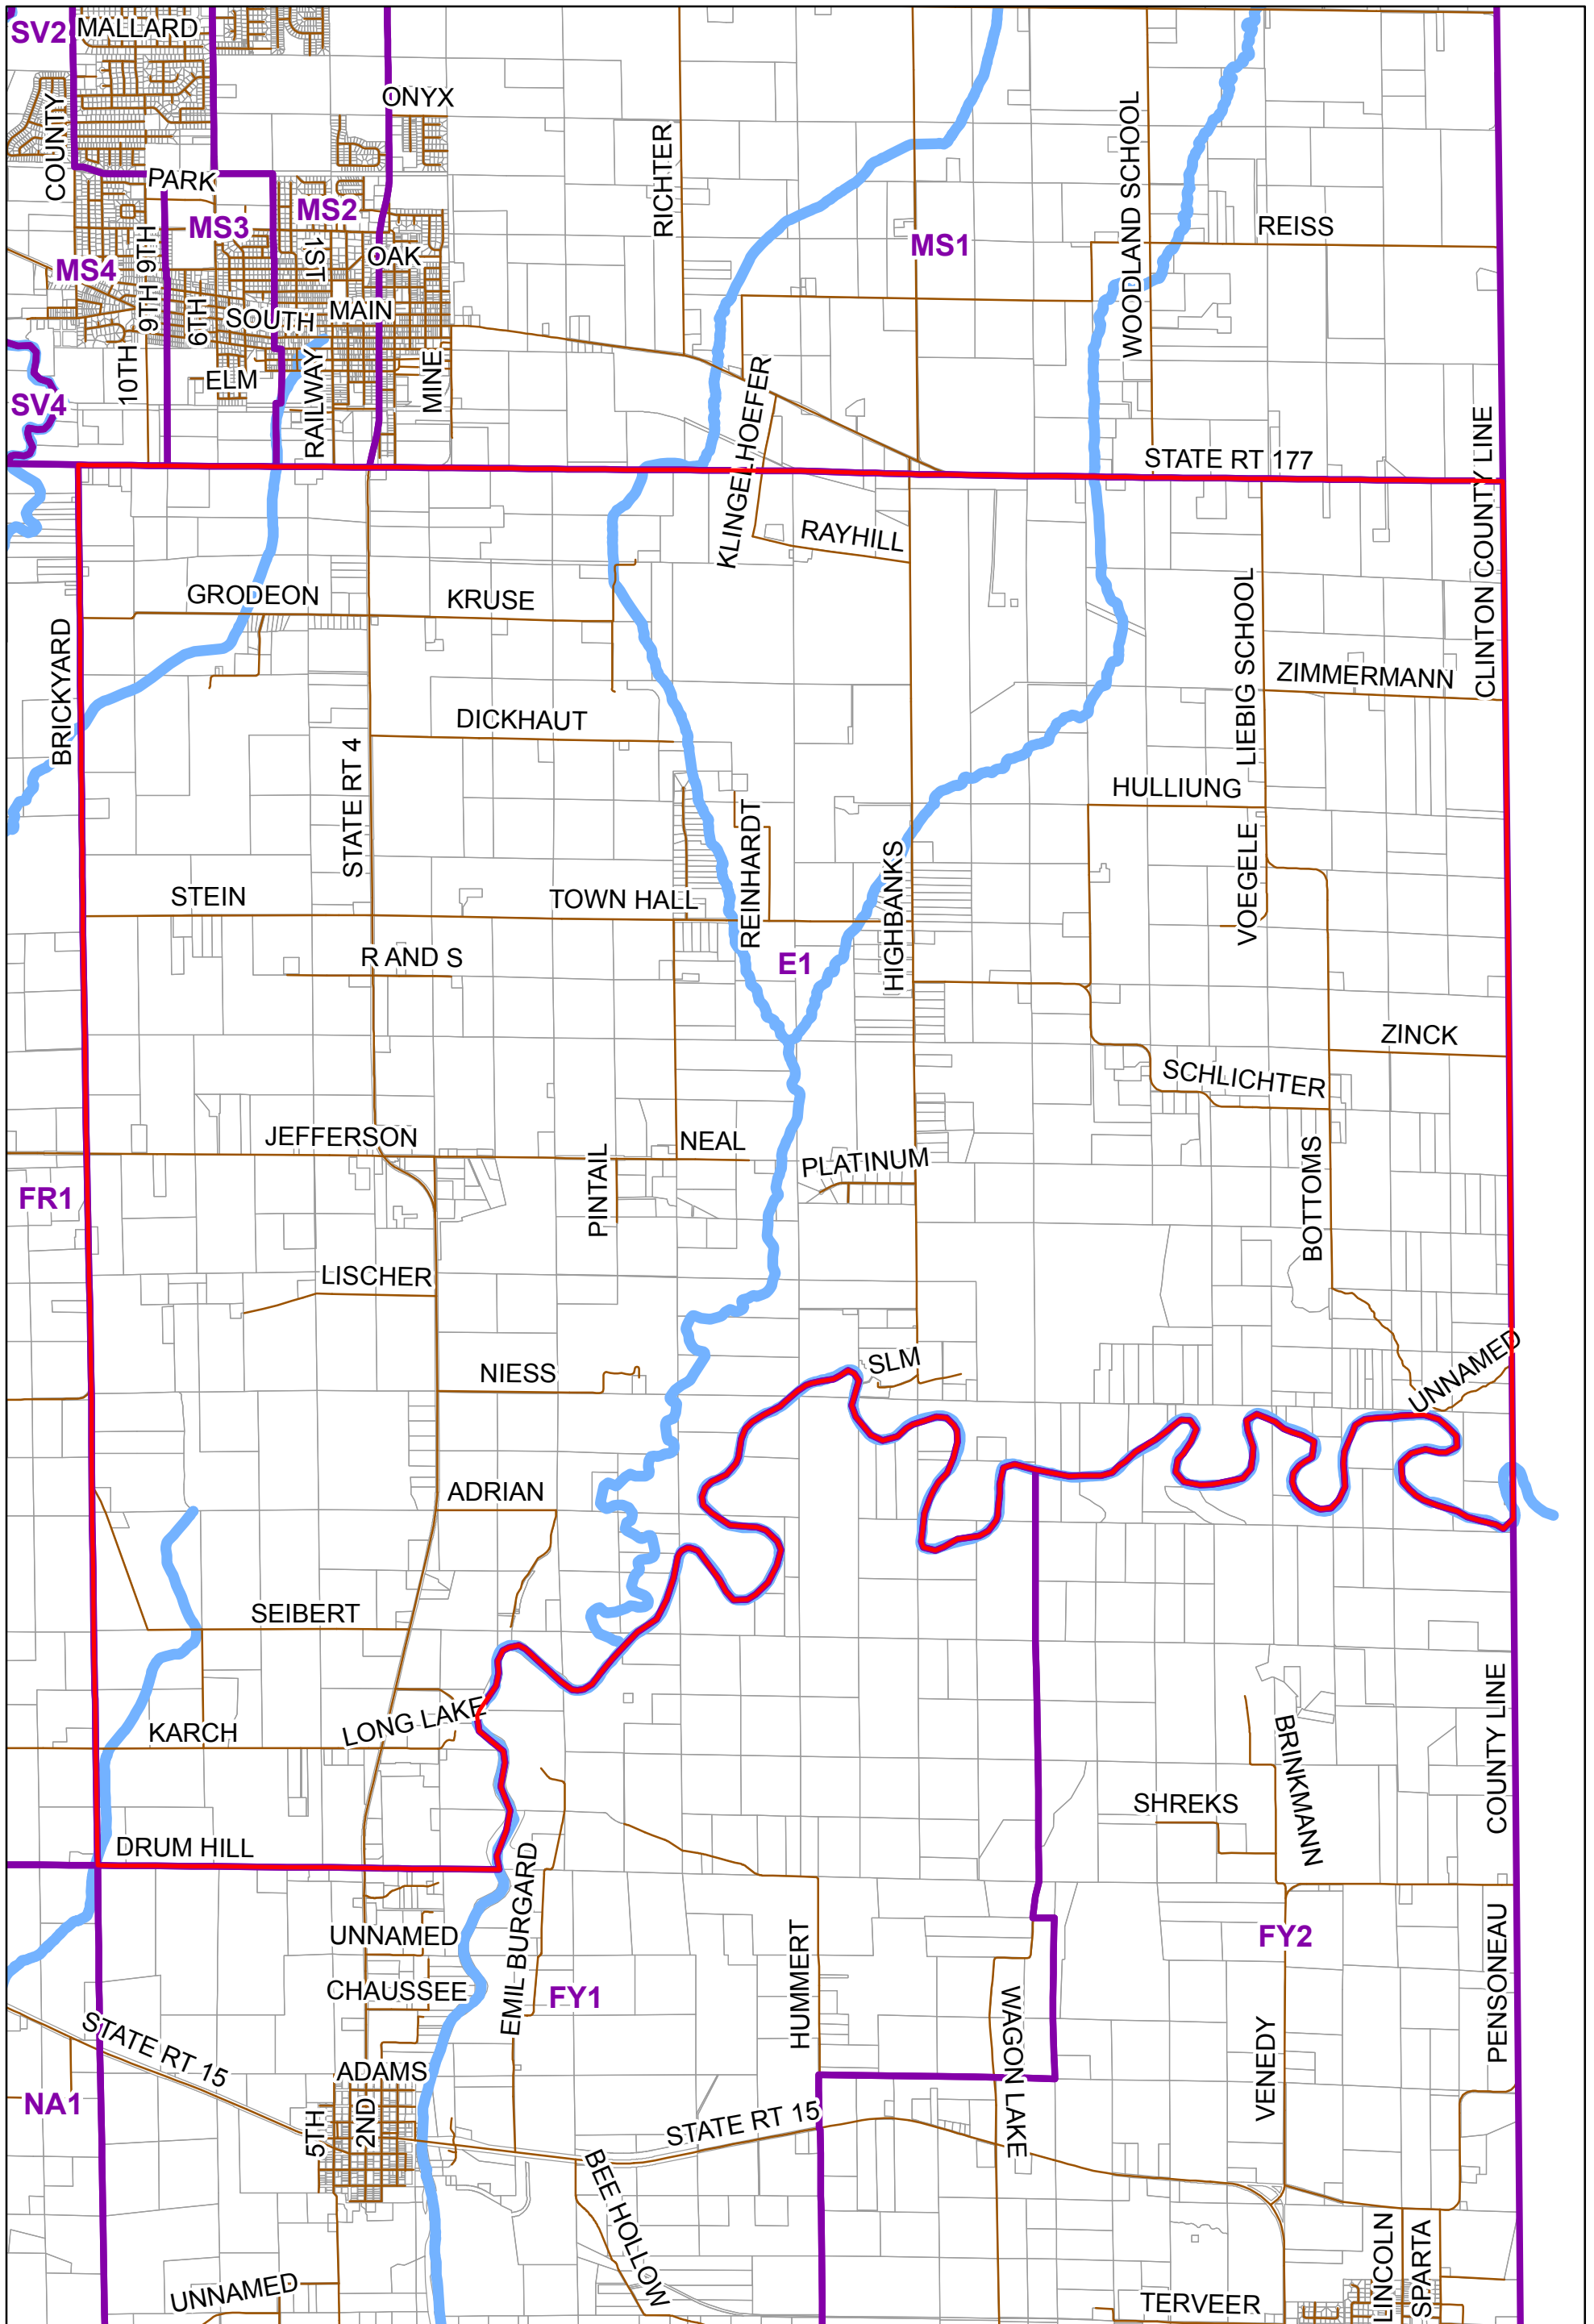 SV2
MALLARD
ONYX
COUNTY
RICHTER
WOODLAND SCHOOL
PARK
MS2
MS3
REISS
MS1
9TH
1ST
OAK
MS4
9TH
6TH
SOUTH
MAIN
10TH
ELM
RAILWAY
MINE
KLINGELHOEFER
SV4
STATE RT 177
CLINTON COUNTY LINE
RAYHILL
GRODEON
KRUSE
BRICKYARD
LIEBIG SCHOOL
ZIMMERMANN
DICKHAUT
STATE RT 4
HULLIUNG
REINHARDT
HIGHBANKS
VOEGELE
STEIN
TOWN HALL
R AND S
E1
ZINCK
SCHLICHTER
JEFFERSON
NEAL
PINTAIL
PLATINUM
BOTTOMS
FR1
LISCHER
SLM
UNNAMED
NIESS
ADRIAN
SEIBERT
LONG LAKE
KARCH
BRINKMANN
COUNTY LINE
SHREKS
DRUM HILL
EMIL BURGARD
UNNAMED
HUMMERT
FY2
PENSONEAU
CHAUSSEE
FY1
WAGON LAKE
STATE RT 15
VENEDY
ADAMS
NA1
5TH
2ND
STATE RT 15
BEE HOLLOW
LINCOLN
SPARTA
UNNAMED
TERVEER